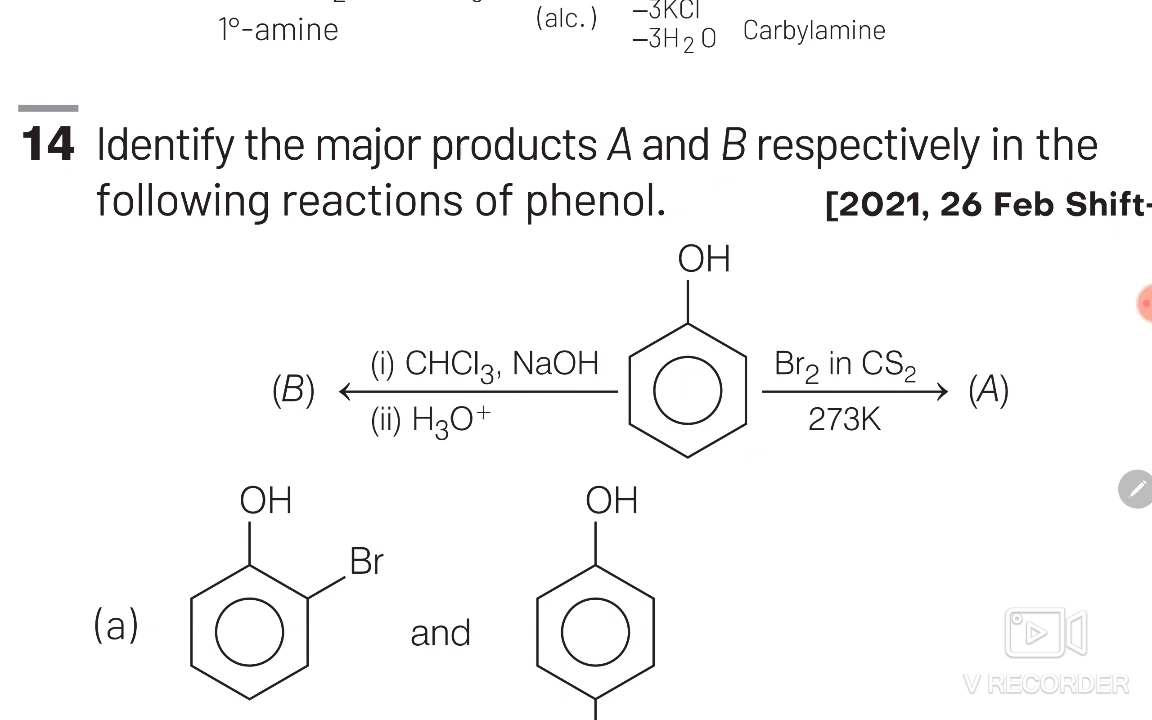 1°-amine
(alc.)
–3KCl
–3H2O
Carbylamine
14 Identify the major products A and B respectively in the
following reactions of phenol. [2021, 26 Feb Shift-
OH
(B)
(i) CHCl3, NaOH
(ii) H3O+
Br2 in CS2
273K
(A)
OH
OH
Br
(a)
and
V RECORDER